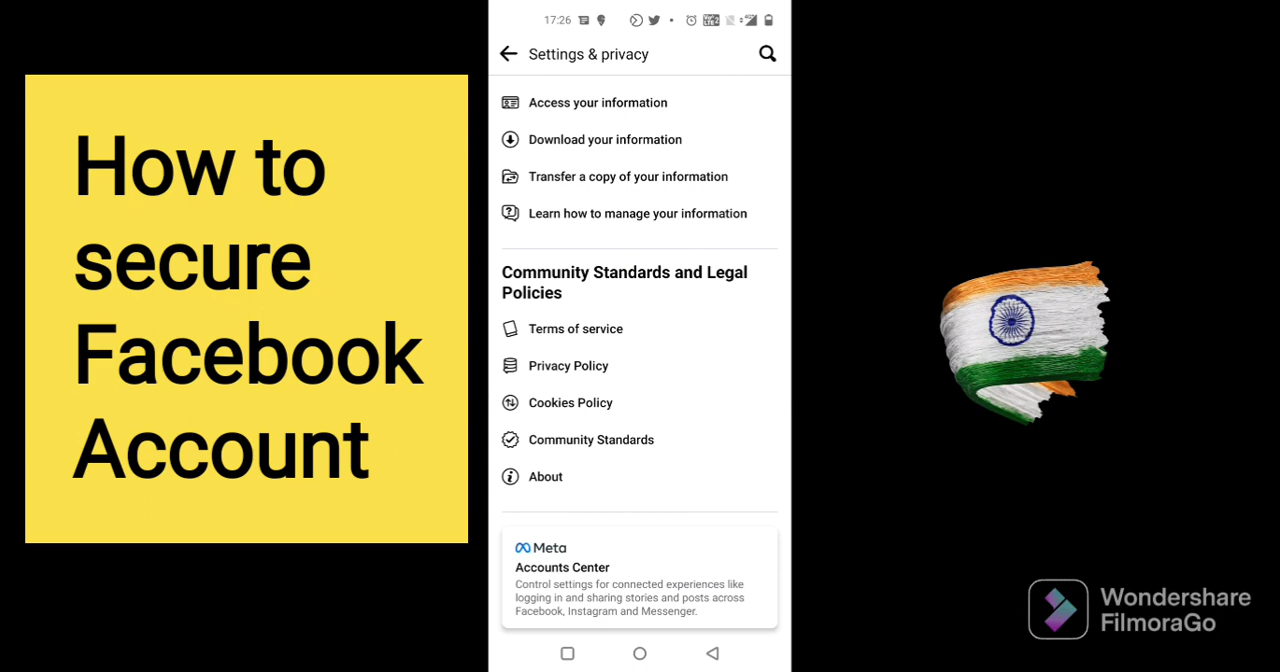 How to
secure
Facebook
Account
17:26
Settings & privacy
Access your information
Download your information
Transfer a copy of your information
Learn how to manage your information
Community Standards and Legal
Policies
Terms of service
Privacy Policy
Cookies Policy
Community Standards
About
Meta
Accounts Center
Control settings for connected experiences like
logging in and sharing stories and posts across
Facebook, Instagram and Messenger.
Wondershare
FilmoraGo